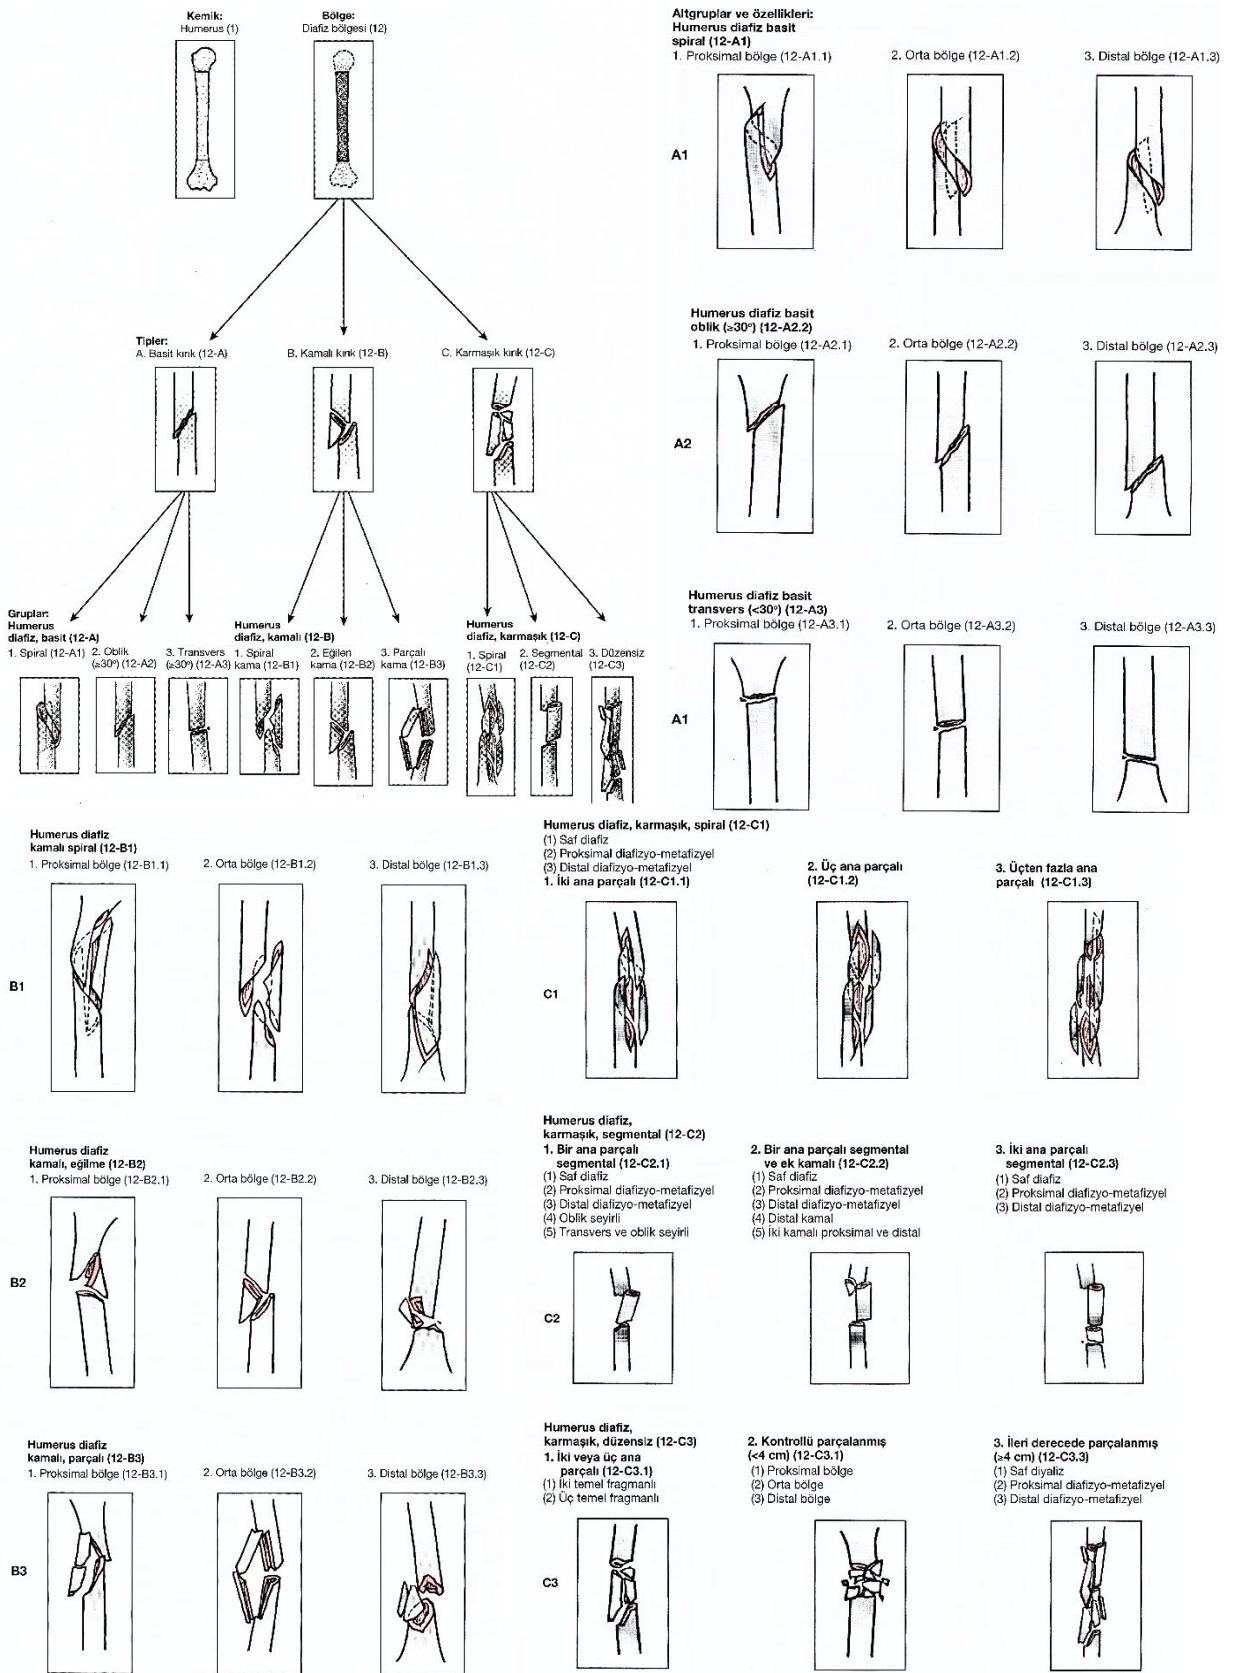 Kemik:
Humerus (1)
Bölge:
Diafiz bölgesi (12)
Tipler:
A. Basit kırık (12-A)
B. Kamalı kırık (12-B)
C. Karmaşık kırık (12-C)
Gruplar:
Humerus
diafiz, basit (12-A)
1. Spiral (12-A1)
2. Oblik
(≥30º) (12-A2)
3. Transvers
(≥30º) (12-A3)
Humerus
diafiz, kamalı (12-B)
1. Spiral
kama (12-B1)
2. Eğilen
kama (12-B2)
3. Parçalı
kama (12-B3)
Humerus
diafiz, karmaşık (12-C)
1. Spiral
(12-C1)
2. Segmental
(12-C2)
3. Düzensiz
(12-C3)
Altgruplar ve özellikleri:
Humerus diafiz basit
spiral (12-A1)
1. Proksimal bölge (12-A1.1)
2. Orta bölge (12-A1.2)
3. Distal bölge (12-A1.3)
A1
Humerus diafiz basit
oblik (≥30º) (12-A2.2)
1. Proksimal bölge (12-A2.1)
2. Orta bölge (12-A2.2)
3. Distal bölge (12-A2.3)
A2
Humerus diafiz basit
transvers (<30º) (12-A3)
1. Proksimal bölge (12-A3.1)
2. Orta bölge (12-A3.2)
3. Distal bölge (12-A3.3)
A1
Humerus diafiz
kamalı spiral (12-B1)
1. Proksimal bölge (12-B1.1)
2. Orta bölge (12-B1.2)
3. Distal bölge (12-B1.3)
B1
Humerus diafiz
kamalı, eğilme (12-B2)
1. Proksimal bölge (12-B2.1)
2. Orta bölge (12-B2.2)
3. Distal bölge (12-B2.3)
B2
Humerus diafiz
kamalı, parçalı (12-B3)
1. Proksimal bölge (12-B3.1)
2. Orta bölge (12-B3.2)
3. Distal bölge (12-B3.3)
B3
Humerus diafiz, karmaşık, spiral (12-C1)
(1) Saf diafiz
(2) Proksimal diafizyo-metafizyel
(3) Distal diafizyo-metafizyel
1. İki ana parçalı (12-C1.1)
2. Üç ana parçalı
(12-C1.2)
3. Üçten fazla ana
parçalı (12-C1.3)
C1
Humerus diafiz,
karmaşık, segmental (12-C2)
1. Bir ana parçalı
segmental (12-C2.1)
(1) Saf diafiz
(2) Proksimal diafizyo-metafizyel
(3) Distal diafizyo-metafizyel
(4) Oblik seyirli
(5) Transvers ve oblik seyirli
2. Bir ana parçalı segmental
ve ek kamalı (12-C2.2)
(1) Saf diafiz
(2) Proksimal diafizyo-metafizyel
(3) Distal diafizyo-metafizyel
(4) Distal kamal
(5) İki kamalı proksimal ve distal
3. İki ana parçalı
segmental (12-C2.3)
(1) Saf diafiz
(2) Proksimal diafizyo-metafizyel
(3) Distal diafizyo-metafizyel
C2
Humerus diafiz,
karmaşık, düzensiz (12-C3)
1. İki veya üç ana
parçalı (12-C3.1)
(1) İki temel fragmanlı
(2) Üç temel fragmanlı
2. Kontrollü parçalanmış
(<4 cm) (12-C3.1)
(1) Proksimal bölge
(2) Orta bölge
(3) Distal bölge
3. İleri derecede parçalanmış
(≥4 cm) (12-C3.3)
(1) Saf diyaliz
(2) Proksimal diafizyo-metafizyel
(3) Distal diafizyo-metafizyel
C3